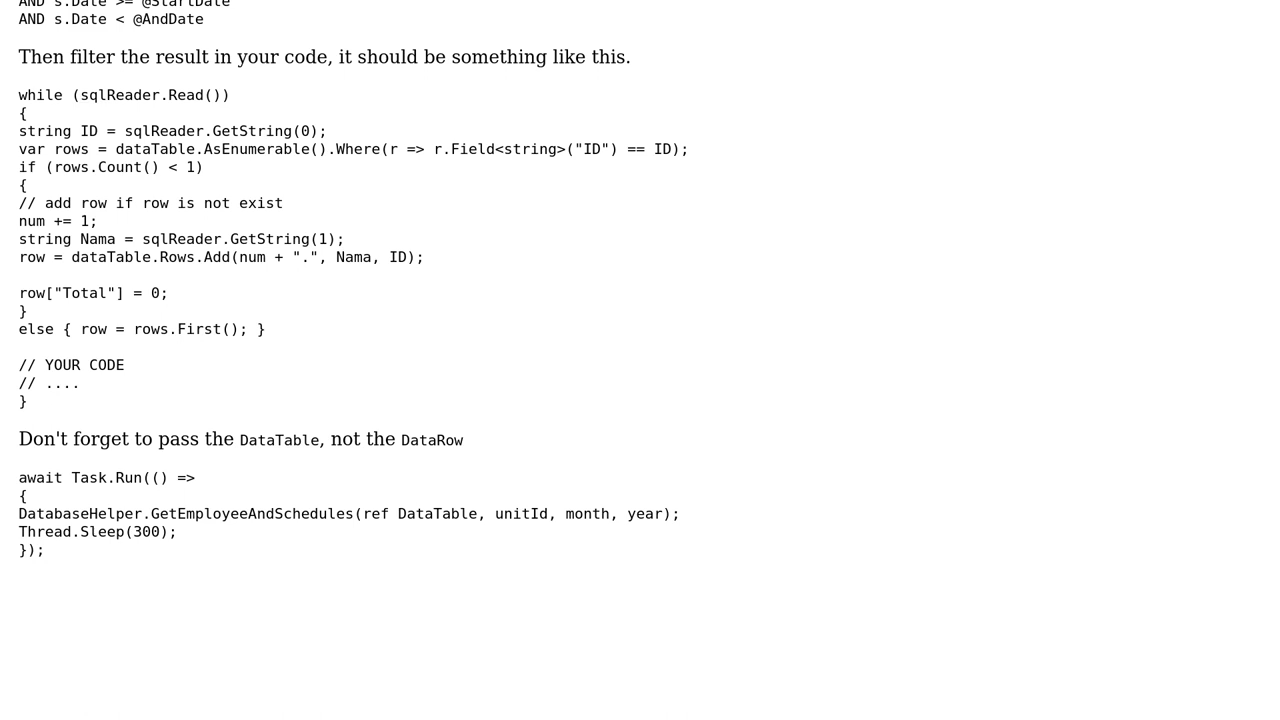 AND s.Date >= @StartDate
AND s.Date < @AndDate
Then filter the result in your code, it should be something like this.
while (sqlReader.Read())
{
string ID = sqlReader.GetString(0);
var rows = dataTable.AsEnumerable().Where(r => r.Field<string>("ID") == ID);
if (rows.Count() < 1)
{
// add row if row is not exist
num += 1;
string Nama = sqlReader.GetString(1);
row = dataTable.Rows.Add(num + ".", Nama, ID);
row["Total"] = 0;
}
else { row = rows.First(); }
// YOUR CODE
// ....
}
Don't forget to pass the DataTable, not the DataRow
await Task.Run(() =>
{
DatabaseHelper.GetEmployeeAndSchedules(ref DataTable, unitId, month, year);
Thread.Sleep(300);
});